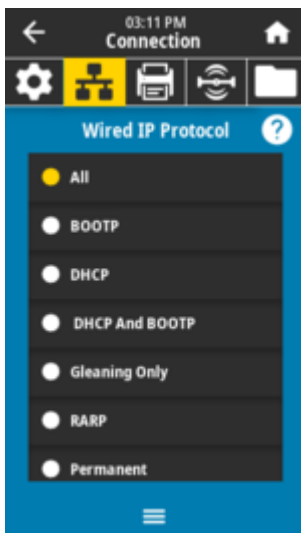 03:11 PM
Connection
Wired IP Protocol ?
All
BOOTP
DHCP
DHCP And BOOTP
Gleaning Only
RARP
Permanent